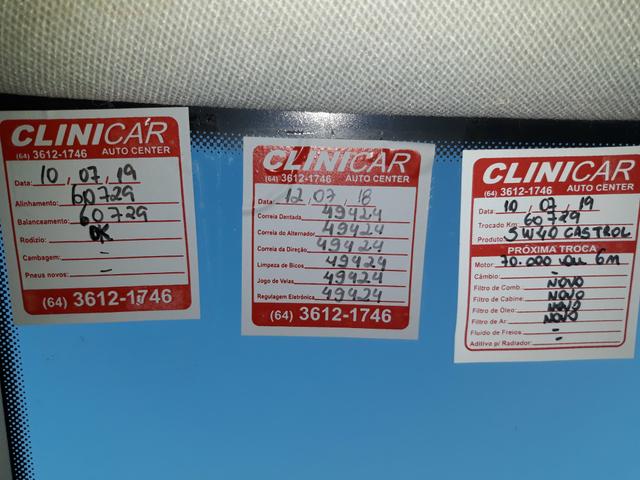 CLINICAR
(64) 3612-1746 AUTO CENTER
Data: 10 , 07 , 19
Alinhamento: 60729
Balanceamento: 60729
Rodizio: OK
Cambagem: -
Pneus novos: -
(64) 3612-1746
CLINICAR
(64) 3612-1746 AUTO CENTER
Data: 12 , 07 , 18
Correia Dentada 49424
Correia do Alternador 49424
Correia da Direção 49424
Limpeza de Bicos 49424
Jogo de Velas 49424
Regulagem Eletrônica 49424
(64) 3612-1746
CLINICAR
(64) 3612-1746 AUTO CENTER
Data: 10 , 07 , 19
Trocado Km: 60729
Produto: 5W40 CASTROL
PRÓXIMA TROCA
Motor: 70.000 vou 6M
Câmbio: -
Filtro de Comb. NOVO
Filtro de Cabine: NOVO
Filtro de Óleo: NOVO
Filtro de Ar: NOVO
Fluído de Freios: -
Aditivo p/ Radiador: -